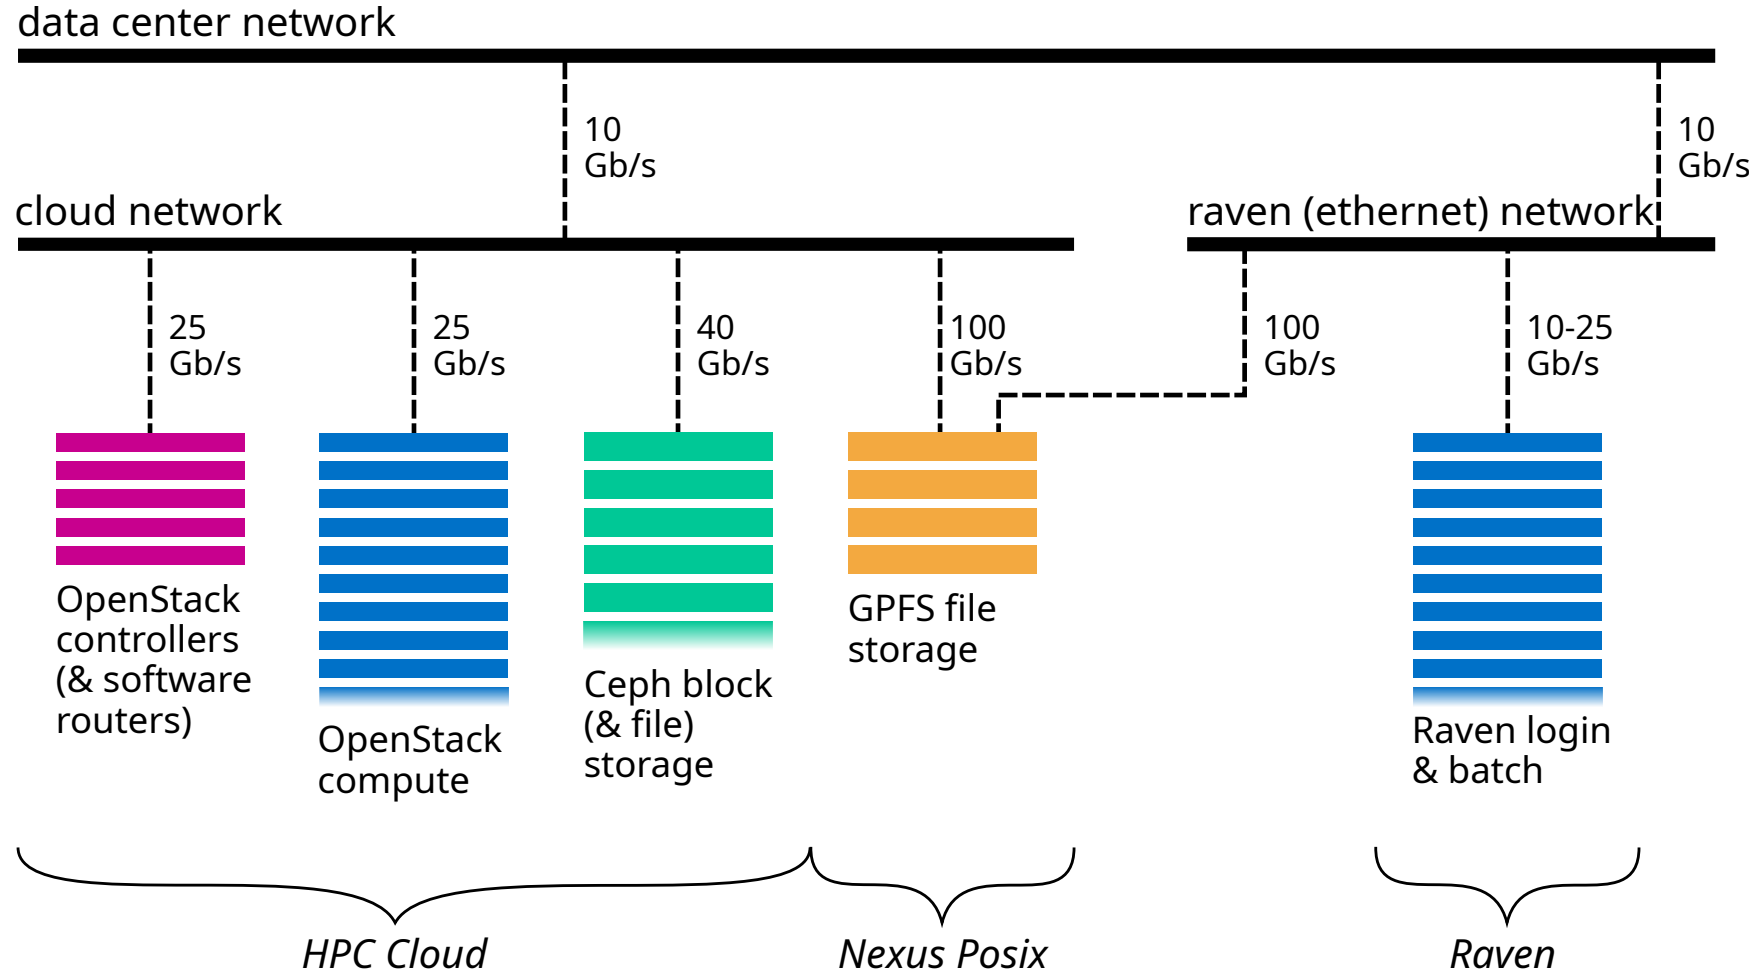 data center network
10
Gb/s
10
Gb/s
cloud network
raven (ethernet) network
25
Gb/s
25
Gb/s
40
Gb/s
100
Gb/s
100
Gb/s
10-25
Gb/s
OpenStack
controllers
(& software
routers)
OpenStack
compute
Ceph block
(& file)
storage
GPFS file
storage
Raven login
& batch
HPC Cloud
Nexus Posix
Raven